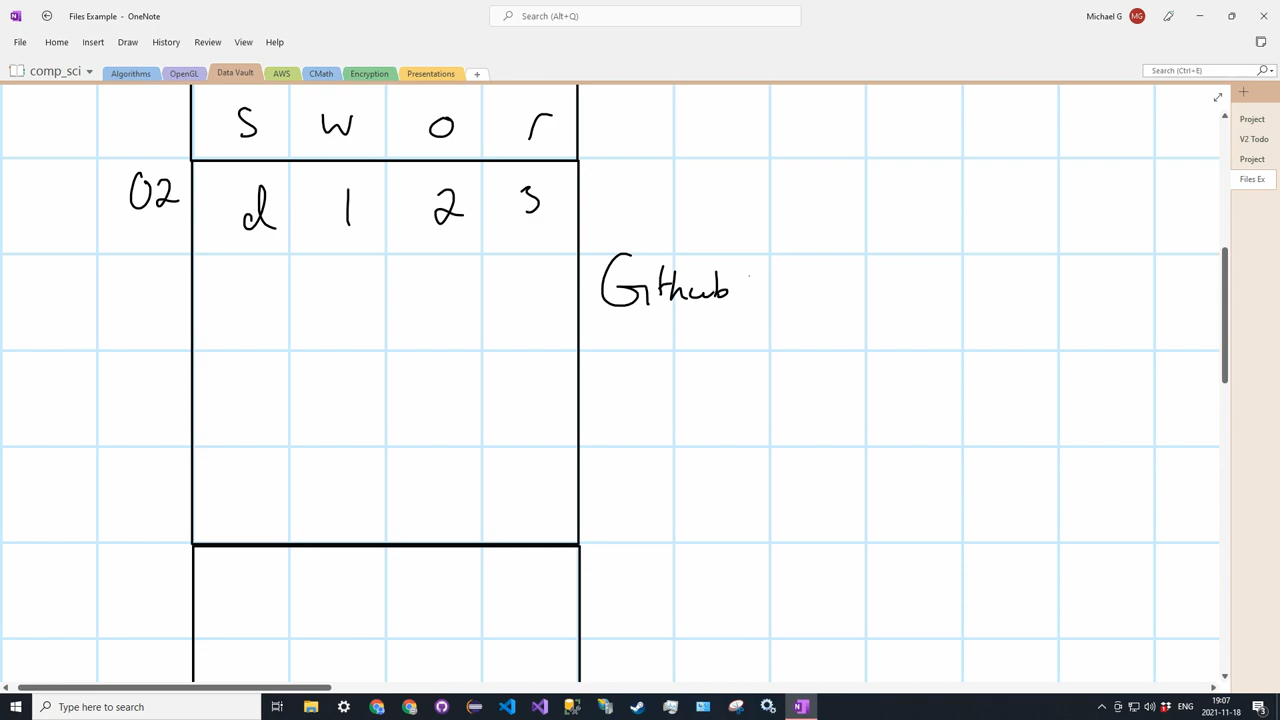 Files Example - OneNote
Search (Alt+Q)
Michael G
MG
File Home Insert Draw History Review View Help
comp_sci
Algorithms OpenGL Data Vault AWS CMath Encryption Presentations +
Search (Ctrl+E)
Project
V2 Todo
Project
Files Ex
s w o r
02 d 1 2 3
Github
Type here to search
ENG
19:07
2021-11-18